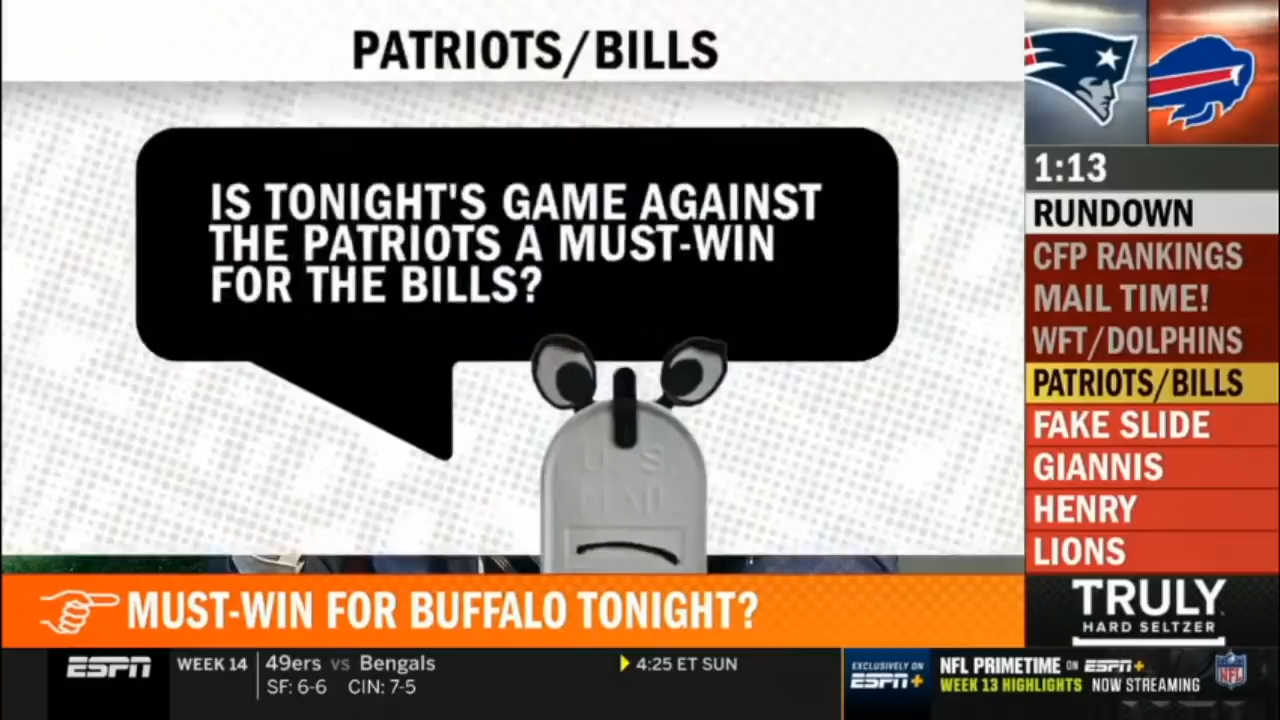 PATRIOTS/BILLS
IS TONIGHT'S GAME AGAINST
THE PATRIOTS A MUST-WIN
FOR THE BILLS?
U S
MAIL
MUST-WIN FOR BUFFALO TONIGHT?
1:13
RUNDOWN
CFP RANKINGS
MAIL TIME!
WFT/DOLPHINS
PATRIOTS/BILLS
FAKE SLIDE
GIANNIS
HENRY
LIONS
TRULY
HARD SELTZER
ESPN
WEEK 14
49ers vs Bengals
SF: 6-6 CIN: 7-5
4:25 ET SUN
EXCLUSIVELY ON
ESPN+
NFL PRIMETIME ON ESPN+
WEEK 13 HIGHLIGHTS NOW STREAMING
NFL